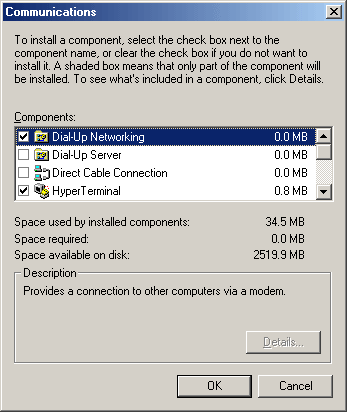 Communications
To install a component, select the check box next to the
component name, or clear the check box if you do not want to
install it. A shaded box means that only part of the component will
be installed. To see what's included in a component, click Details.
Components:
Dial-Up Networking 0.0 MB
Dial-Up Server 0.0 MB
Direct Cable Connection 0.0 MB
HyperTerminal 0.8 MB
Space used by installed components: 34.5 MB
Space required: 0.0 MB
Space available on disk: 2519.9 MB
Description
Provides a connection to other computers via a modem.
Details...
OK Cancel